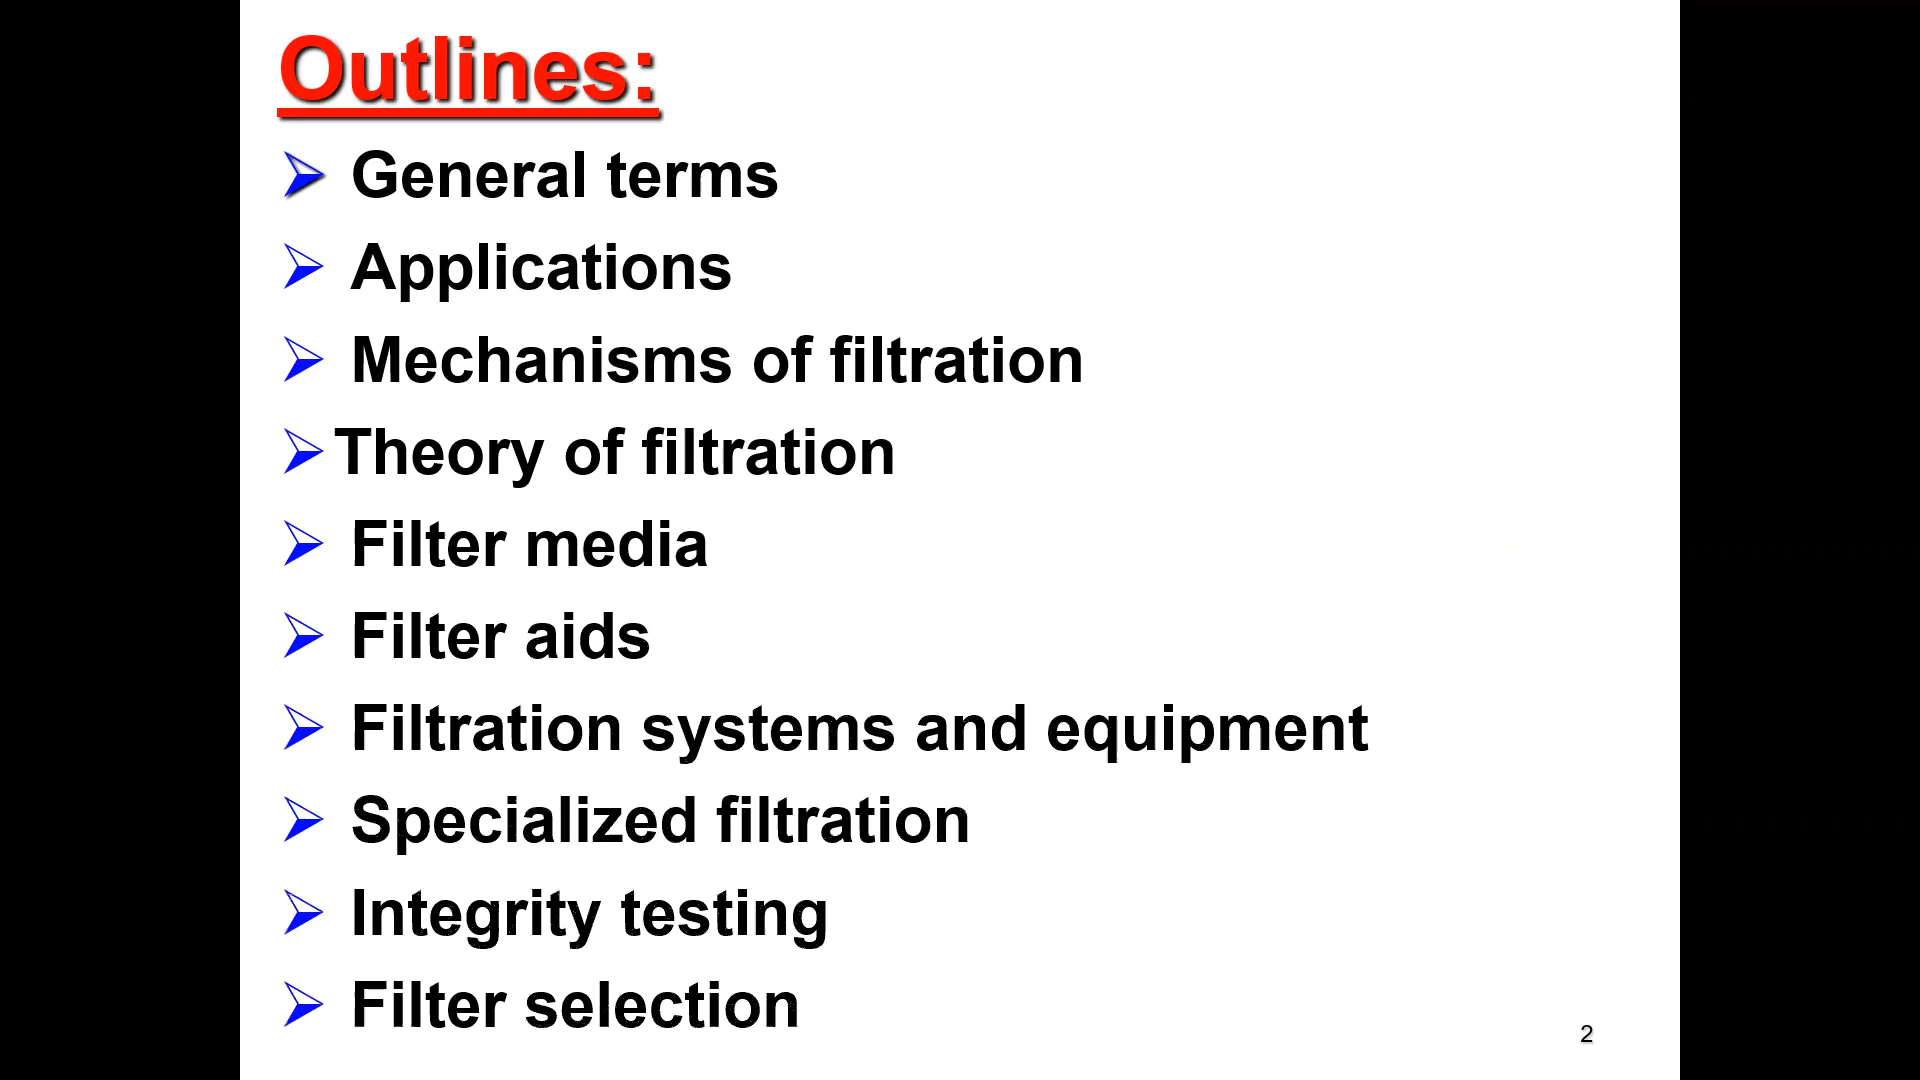 Outlines:
➢ General terms
➢ Applications
➢ Mechanisms of filtration
➢ Theory of filtration
➢ Filter media
➢ Filter aids
➢ Filtration systems and equipment
➢ Specialized filtration
➢ Integrity testing
➢ Filter selection
2